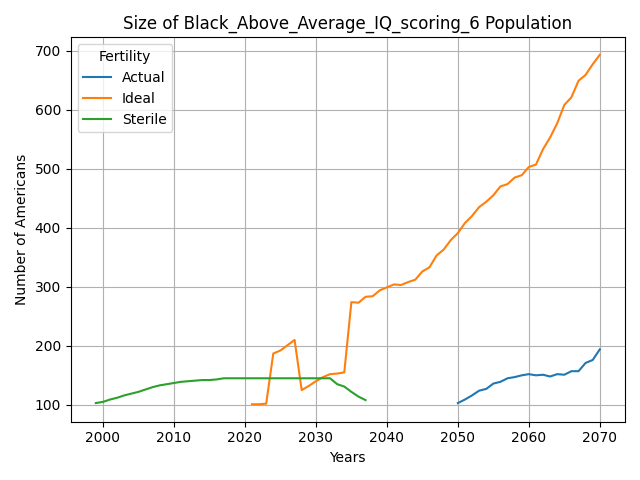 Size of Black_Above_Average_IQ_scoring_6 Population
Fertility
Actual
Ideal
Sterile
700
600
500
400
300
200
100
Number of Americans
2000 2010 2020 2030 2040 2050 2060 2070
Years